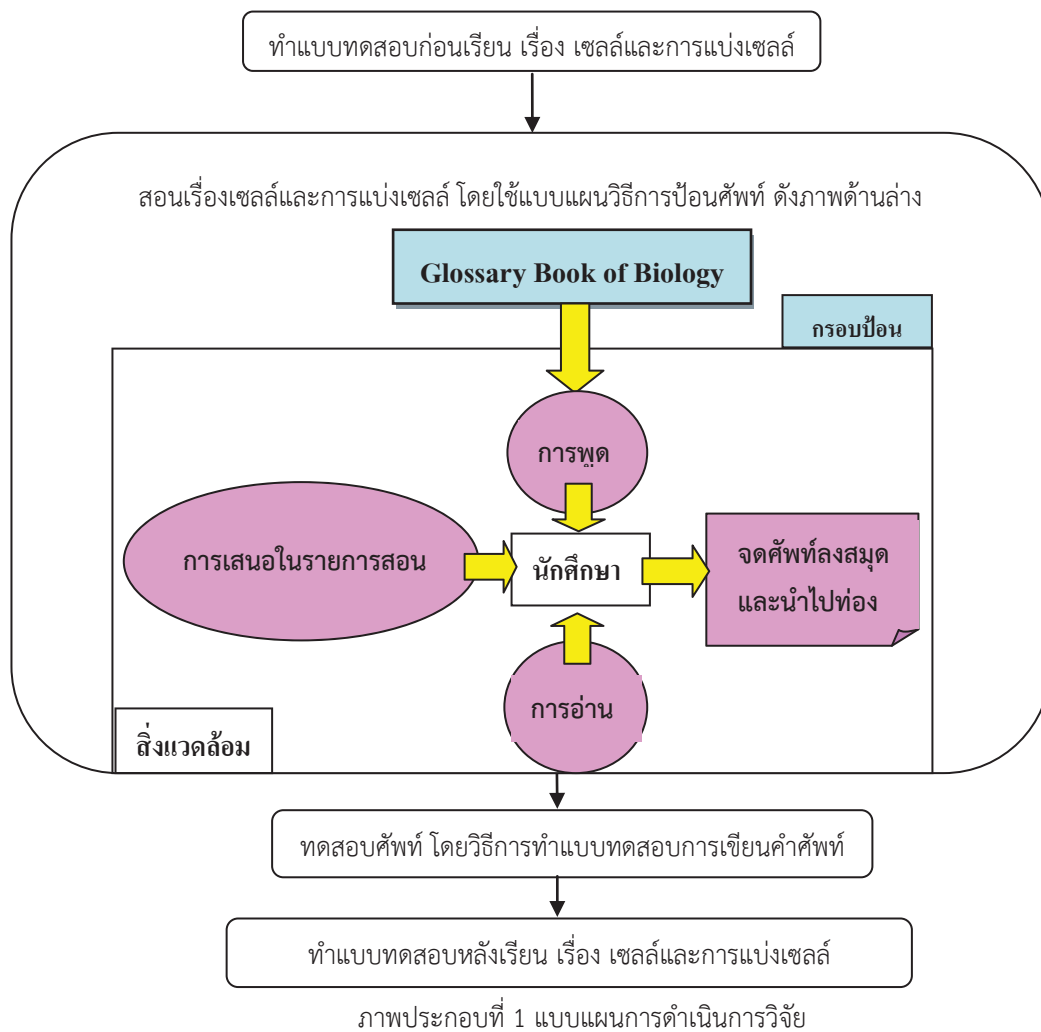 ทำแบบทดสอบก่อนเรียน เรื่อง เซลล์และการแบ่งเซลล์
สอนเรื่องเซลล์และการแบ่งเซลล์ โดยใช้แบบแผนวิธีการป้อนศัพท์ ดังภาพด้านล่าง
Glossary Book of Biology
กรอบป้อน
การพูด
การเสนอในรายการสอน
นักศึกษา
จดศัพท์ลงสมุด
และนำไปท่อง
การอ่าน
สิ่งแวดล้อม
ทดสอบศัพท์ โดยวิธีการทำแบบทดสอบการเขียนคำศัพท์
ทำแบบทดสอบหลังเรียน เรื่อง เซลล์และการแบ่งเซลล์
ภาพประกอบที่ 1 แบบแผนการดำเนินการวิจัย